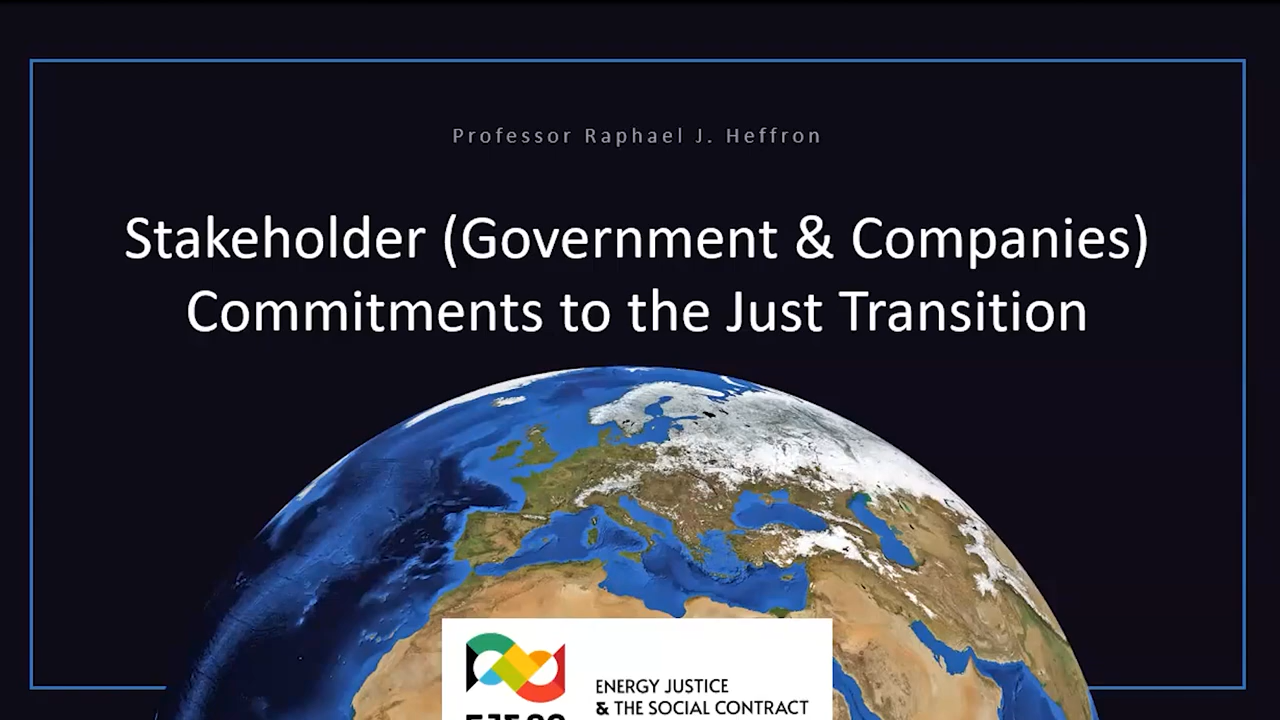 Professor Raphael J. Heffron
Stakeholder (Government & Companies)
Commitments to the Just Transition
ENERGY JUSTICE
& THE SOCIAL CONTRACT